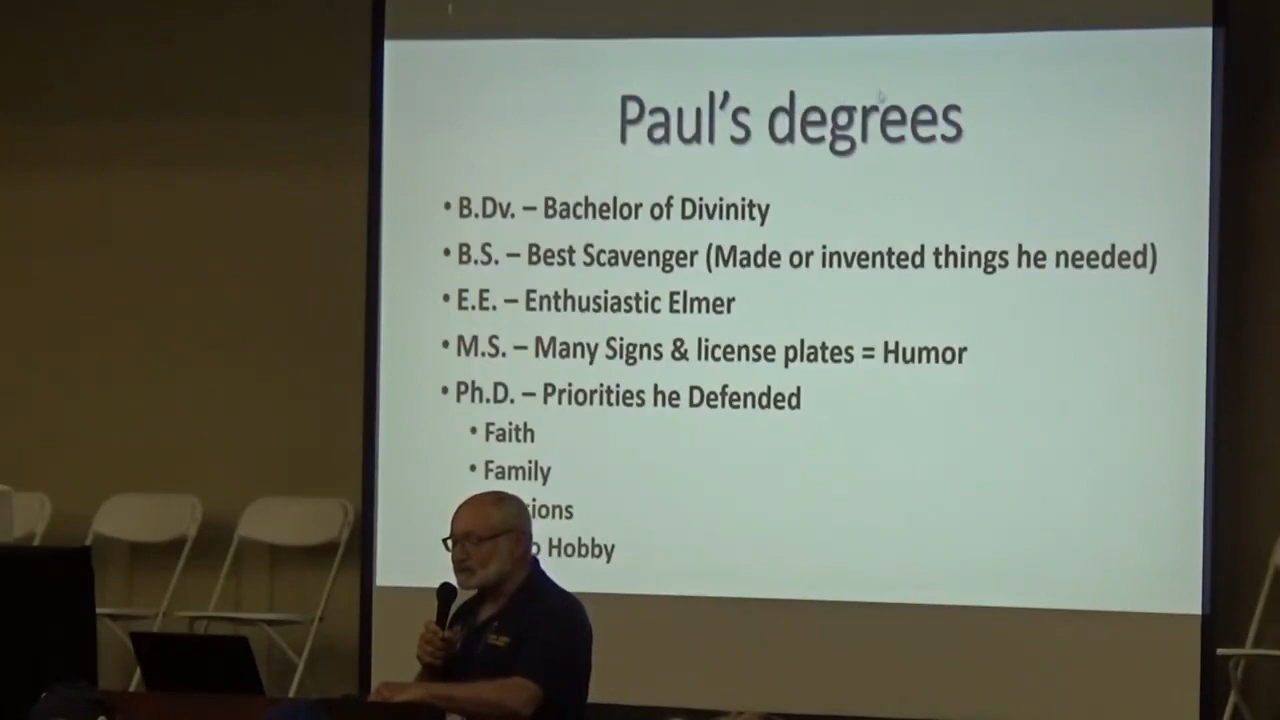 Paul's degrees
• B.Dv. – Bachelor of Divinity
• B.S. – Best Scavenger (Made or invented things he needed)
• E.E. – Enthusiastic Elmer
• M.S. – Many Signs & license plates = Humor
• Ph.D. – Priorities he Defended
• Faith
• Family
Hobby